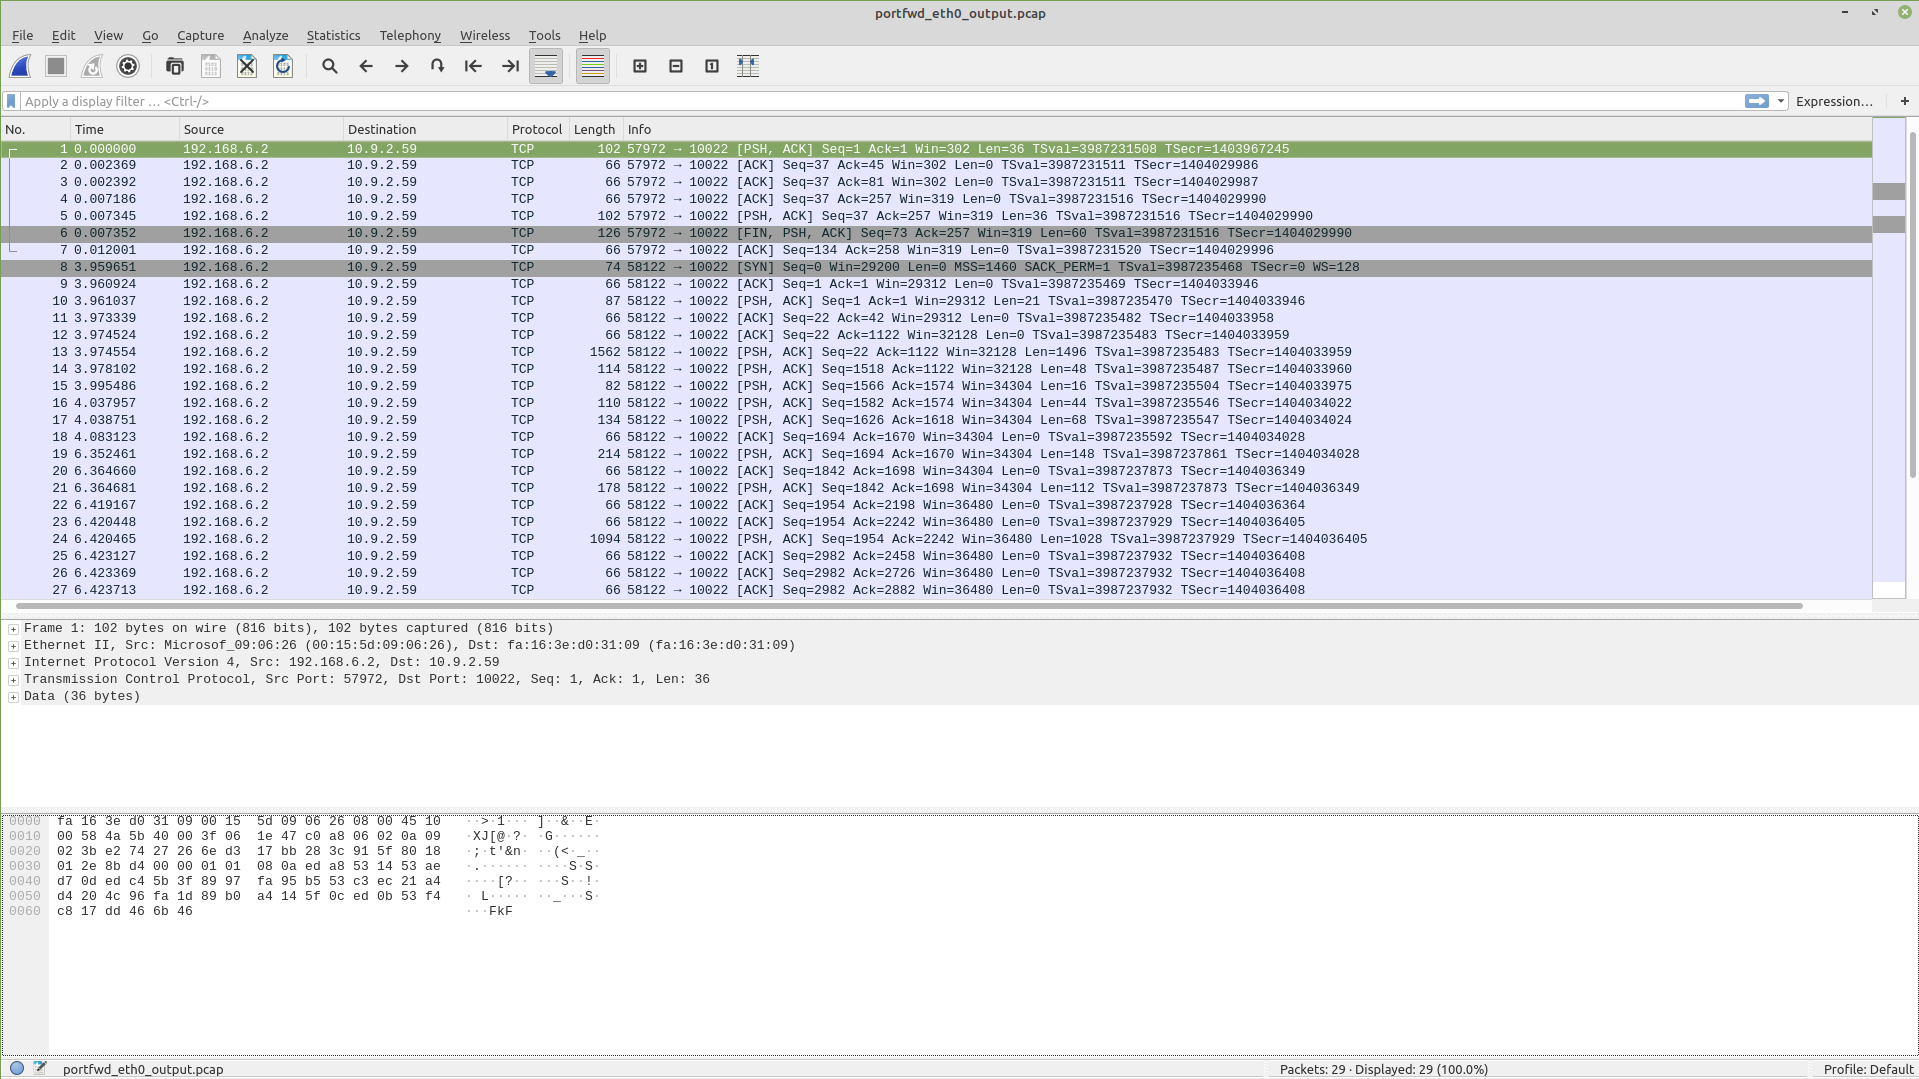 portfwd_eth0_output.pcap
File Edit View Go Capture Analyze Statistics Telephony Wireless Tools Help
Apply a display filter … <Ctrl-/> Expression… +
No. Time Source Destination Protocol Length Info
1 0.000000 192.168.6.2 10.9.2.59 TCP 102 57972 → 10022 [PSH, ACK] Seq=1 Ack=1 Win=302 Len=36 TSval=3987231508 TSecr=1403967245
2 0.002369 192.168.6.2 10.9.2.59 TCP 66 57972 → 10022 [ACK] Seq=37 Ack=45 Win=302 Len=0 TSval=3987231511 TSecr=1404029986
3 0.002392 192.168.6.2 10.9.2.59 TCP 66 57972 → 10022 [ACK] Seq=37 Ack=81 Win=302 Len=0 TSval=3987231511 TSecr=1404029987
4 0.007186 192.168.6.2 10.9.2.59 TCP 66 57972 → 10022 [ACK] Seq=37 Ack=257 Win=319 Len=0 TSval=3987231516 TSecr=1404029990
5 0.007345 192.168.6.2 10.9.2.59 TCP 102 57972 → 10022 [PSH, ACK] Seq=37 Ack=257 Win=319 Len=36 TSval=3987231516 TSecr=1404029990
6 0.007352 192.168.6.2 10.9.2.59 TCP 126 57972 → 10022 [FIN, PSH, ACK] Seq=73 Ack=257 Win=319 Len=60 TSval=3987231516 TSecr=1404029990
7 0.012001 192.168.6.2 10.9.2.59 TCP 66 57972 → 10022 [ACK] Seq=134 Ack=258 Win=319 Len=0 TSval=3987231520 TSecr=1404029996
8 3.959651 192.168.6.2 10.9.2.59 TCP 74 58122 → 10022 [SYN] Seq=0 Win=29200 Len=0 MSS=1460 SACK_PERM=1 TSval=3987235468 TSecr=0 WS=128
9 3.960924 192.168.6.2 10.9.2.59 TCP 66 58122 → 10022 [ACK] Seq=1 Ack=1 Win=29312 Len=0 TSval=3987235469 TSecr=1404033946
10 3.961037 192.168.6.2 10.9.2.59 TCP 87 58122 → 10022 [PSH, ACK] Seq=1 Ack=1 Win=29312 Len=21 TSval=3987235470 TSecr=1404033946
11 3.973339 192.168.6.2 10.9.2.59 TCP 66 58122 → 10022 [ACK] Seq=22 Ack=42 Win=29312 Len=0 TSval=3987235482 TSecr=1404033958
12 3.974524 192.168.6.2 10.9.2.59 TCP 66 58122 → 10022 [ACK] Seq=22 Ack=1122 Win=32128 Len=0 TSval=3987235483 TSecr=1404033959
13 3.974554 192.168.6.2 10.9.2.59 TCP 1562 58122 → 10022 [PSH, ACK] Seq=22 Ack=1122 Win=32128 Len=1496 TSval=3987235483 TSecr=1404033959
14 3.978102 192.168.6.2 10.9.2.59 TCP 114 58122 → 10022 [PSH, ACK] Seq=1518 Ack=1122 Win=32128 Len=48 TSval=3987235487 TSecr=1404033960
15 3.995486 192.168.6.2 10.9.2.59 TCP 82 58122 → 10022 [PSH, ACK] Seq=1566 Ack=1574 Win=34304 Len=16 TSval=3987235504 TSecr=1404033975
16 4.037957 192.168.6.2 10.9.2.59 TCP 110 58122 → 10022 [PSH, ACK] Seq=1582 Ack=1574 Win=34304 Len=44 TSval=3987235546 TSecr=1404034022
17 4.038751 192.168.6.2 10.9.2.59 TCP 134 58122 → 10022 [PSH, ACK] Seq=1626 Ack=1618 Win=34304 Len=68 TSval=3987235547 TSecr=1404034024
18 4.083123 192.168.6.2 10.9.2.59 TCP 66 58122 → 10022 [ACK] Seq=1694 Ack=1670 Win=34304 Len=0 TSval=3987235592 TSecr=1404034028
19 6.352461 192.168.6.2 10.9.2.59 TCP 214 58122 → 10022 [PSH, ACK] Seq=1694 Ack=1670 Win=34304 Len=148 TSval=3987237861 TSecr=1404034028
20 6.364660 192.168.6.2 10.9.2.59 TCP 66 58122 → 10022 [ACK] Seq=1842 Ack=1698 Win=34304 Len=0 TSval=3987237873 TSecr=1404036349
21 6.364681 192.168.6.2 10.9.2.59 TCP 178 58122 → 10022 [PSH, ACK] Seq=1842 Ack=1698 Win=34304 Len=112 TSval=3987237873 TSecr=1404036349
22 6.419167 192.168.6.2 10.9.2.59 TCP 66 58122 → 10022 [ACK] Seq=1954 Ack=2198 Win=36480 Len=0 TSval=3987237928 TSecr=1404036364
23 6.420448 192.168.6.2 10.9.2.59 TCP 66 58122 → 10022 [ACK] Seq=1954 Ack=2242 Win=36480 Len=0 TSval=3987237929 TSecr=1404036405
24 6.420465 192.168.6.2 10.9.2.59 TCP 1094 58122 → 10022 [PSH, ACK] Seq=1954 Ack=2242 Win=36480 Len=1028 TSval=3987237929 TSecr=1404036405
25 6.423127 192.168.6.2 10.9.2.59 TCP 66 58122 → 10022 [ACK] Seq=2982 Ack=2458 Win=36480 Len=0 TSval=3987237932 TSecr=1404036408
26 6.423369 192.168.6.2 10.9.2.59 TCP 66 58122 → 10022 [ACK] Seq=2982 Ack=2726 Win=36480 Len=0 TSval=3987237932 TSecr=1404036408
27 6.423713 192.168.6.2 10.9.2.59 TCP 66 58122 → 10022 [ACK] Seq=2982 Ack=2882 Win=36480 Len=0 TSval=3987237932 TSecr=1404036408
Frame 1: 102 bytes on wire (816 bits), 102 bytes captured (816 bits)
Ethernet II, Src: Microsof_09:06:26 (00:15:5d:09:06:26), Dst: fa:16:3e:d0:31:09 (fa:16:3e:d0:31:09)
Internet Protocol Version 4, Src: 192.168.6.2, Dst: 10.9.2.59
Transmission Control Protocol, Src Port: 57972, Dst Port: 10022, Seq: 1, Ack: 1, Len: 36
Data (36 bytes)
0000 fa 16 3e d0 31 09 00 15 5d 09 06 26 08 00 45 10 ··>·1··· ]··&··E·
0010 00 58 4a 5b 40 00 3f 06 1e 47 c0 a8 06 02 0a 09 ·XJ[@·?· ·G······
0020 02 3b e2 74 27 26 6e d3 17 bb 28 3c 91 5f 80 18 ·;·t'&n· ··(<·_··
0030 01 2e 8b d4 00 00 01 01 08 0a ed a8 53 14 53 ae ·.······ ····S·S·
0040 d7 0d ed c4 5b 3f 89 97 fa 95 b5 53 c3 ec 21 a4 ····[?·· ···S··!·
0050 d4 20 4c 96 fa 1d 89 b0 a4 14 5f 0c ed 0b 53 f4 · L····· ··_···S·
0060 c8 17 dd 46 6b 46 ···FkF
portfwd_eth0_output.pcap Packets: 29 · Displayed: 29 (100.0%) Profile: Default